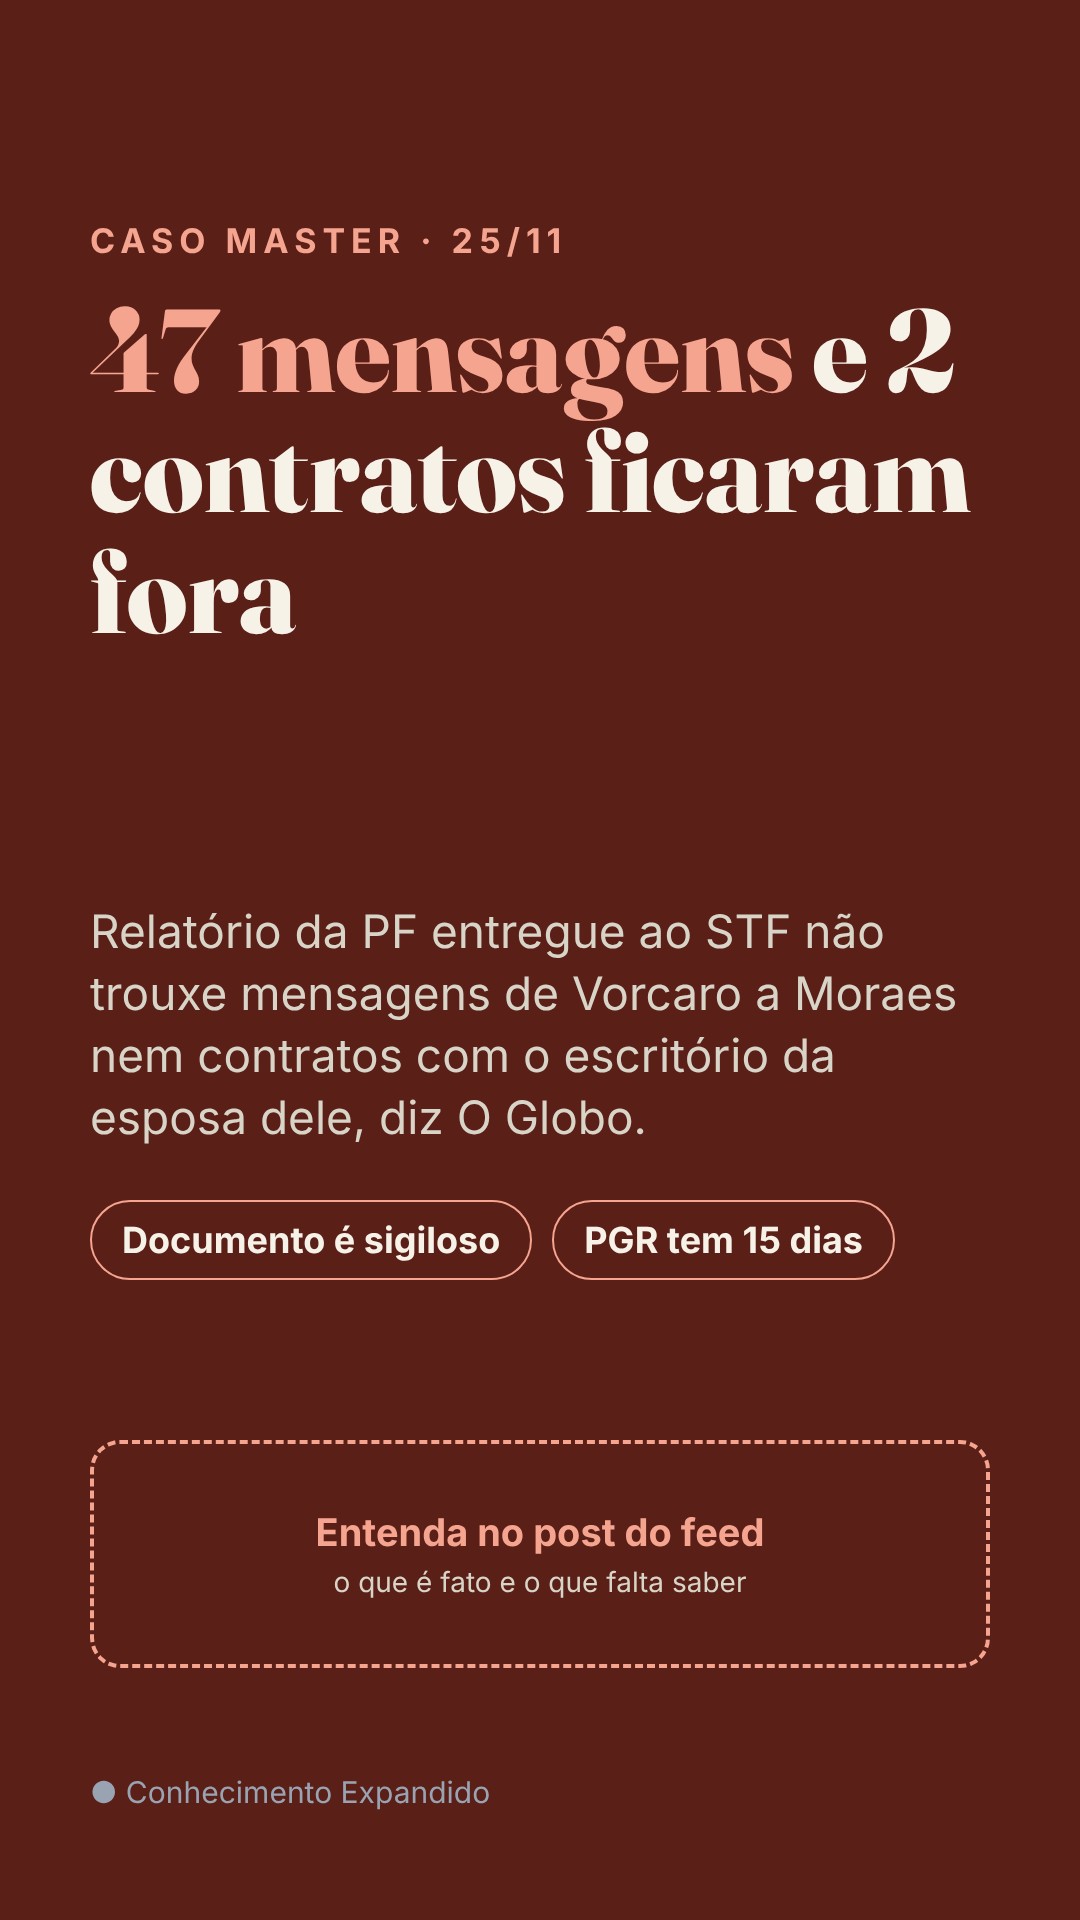 CASO MASTER · 25/11
47 mensagens e 2
contratos ficaram
fora
Relatório da PF entregue ao STF não
trouxe mensagens de Vorcaro a Moraes
nem contratos com o escritório da
esposa dele, diz O Globo.
Documento é sigiloso
PGR tem 15 dias
Entenda no post do feed
o que é fato e o que falta saber
Conhecimento Expandido